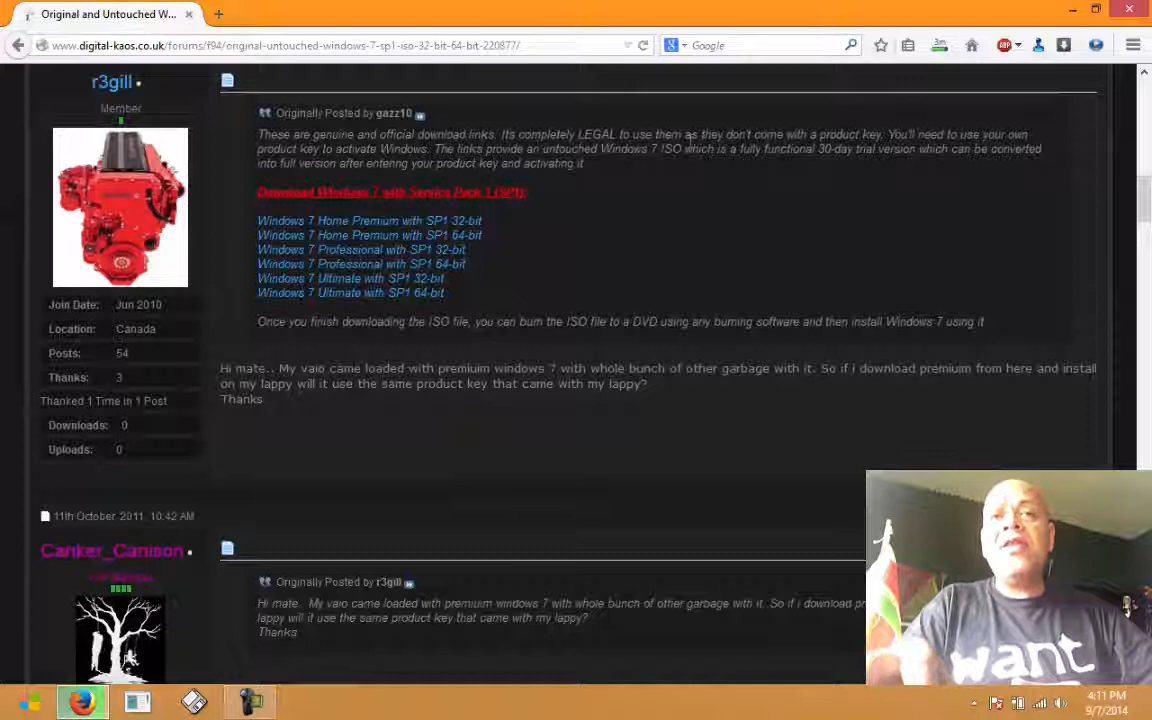 Original and Untouched W...
www.digital-kaos.co.uk/forums/f94/original-untouched-windows-7-sp1-iso-32-bit-64-bit-220877/
Google
ABP
r3gill
Member
Originally Posted by gazz10
These are genuine and official download links. Its completely LEGAL to use them as they don't come with a product key. You'll need to use your own
product key to activate Windows. The links provide an untouched Windows 7 ISO which is a fully functional 30-day trial version which can be converted
into full version after entering your product key and activating it
Download Windows 7 with Service Pack 1 (SP1):
Windows 7 Home Premium with SP1 32-bit
Windows 7 Home Premium with SP1 64-bit
Windows 7 Professional with SP1 32-bit
Windows 7 Professional with SP1 64-bit
Windows 7 Ultimate with SP1 32-bit
Windows 7 Ultimate with SP1 64-bit
Once you finish downloading the ISO file, you can burn the ISO file to a DVD using any burning software and then install Windows 7 using it
Join Date: Jun 2010
Location: Canada
Posts: 54
Thanks: 3
Thanked 1 Time in 1 Post
Downloads: 0
Uploads: 0
Hi mate.. My vaio came loaded with premium windows 7 with whole bunch of other garbage with it. So if i download premium from here and install
on my lappy will it use the same product key that came with my lappy?
Thanks
11th October 2011, 10:42 AM
Canker_Canison
Originally Posted by r3gill
Hi mate.. My vaio came loaded with premium windows 7 with whole bunch of other garbage with it. So if i download pr
lappy will it use the same product key that came with my lappy?
Thanks
want
4:11 PM
9/7/2014